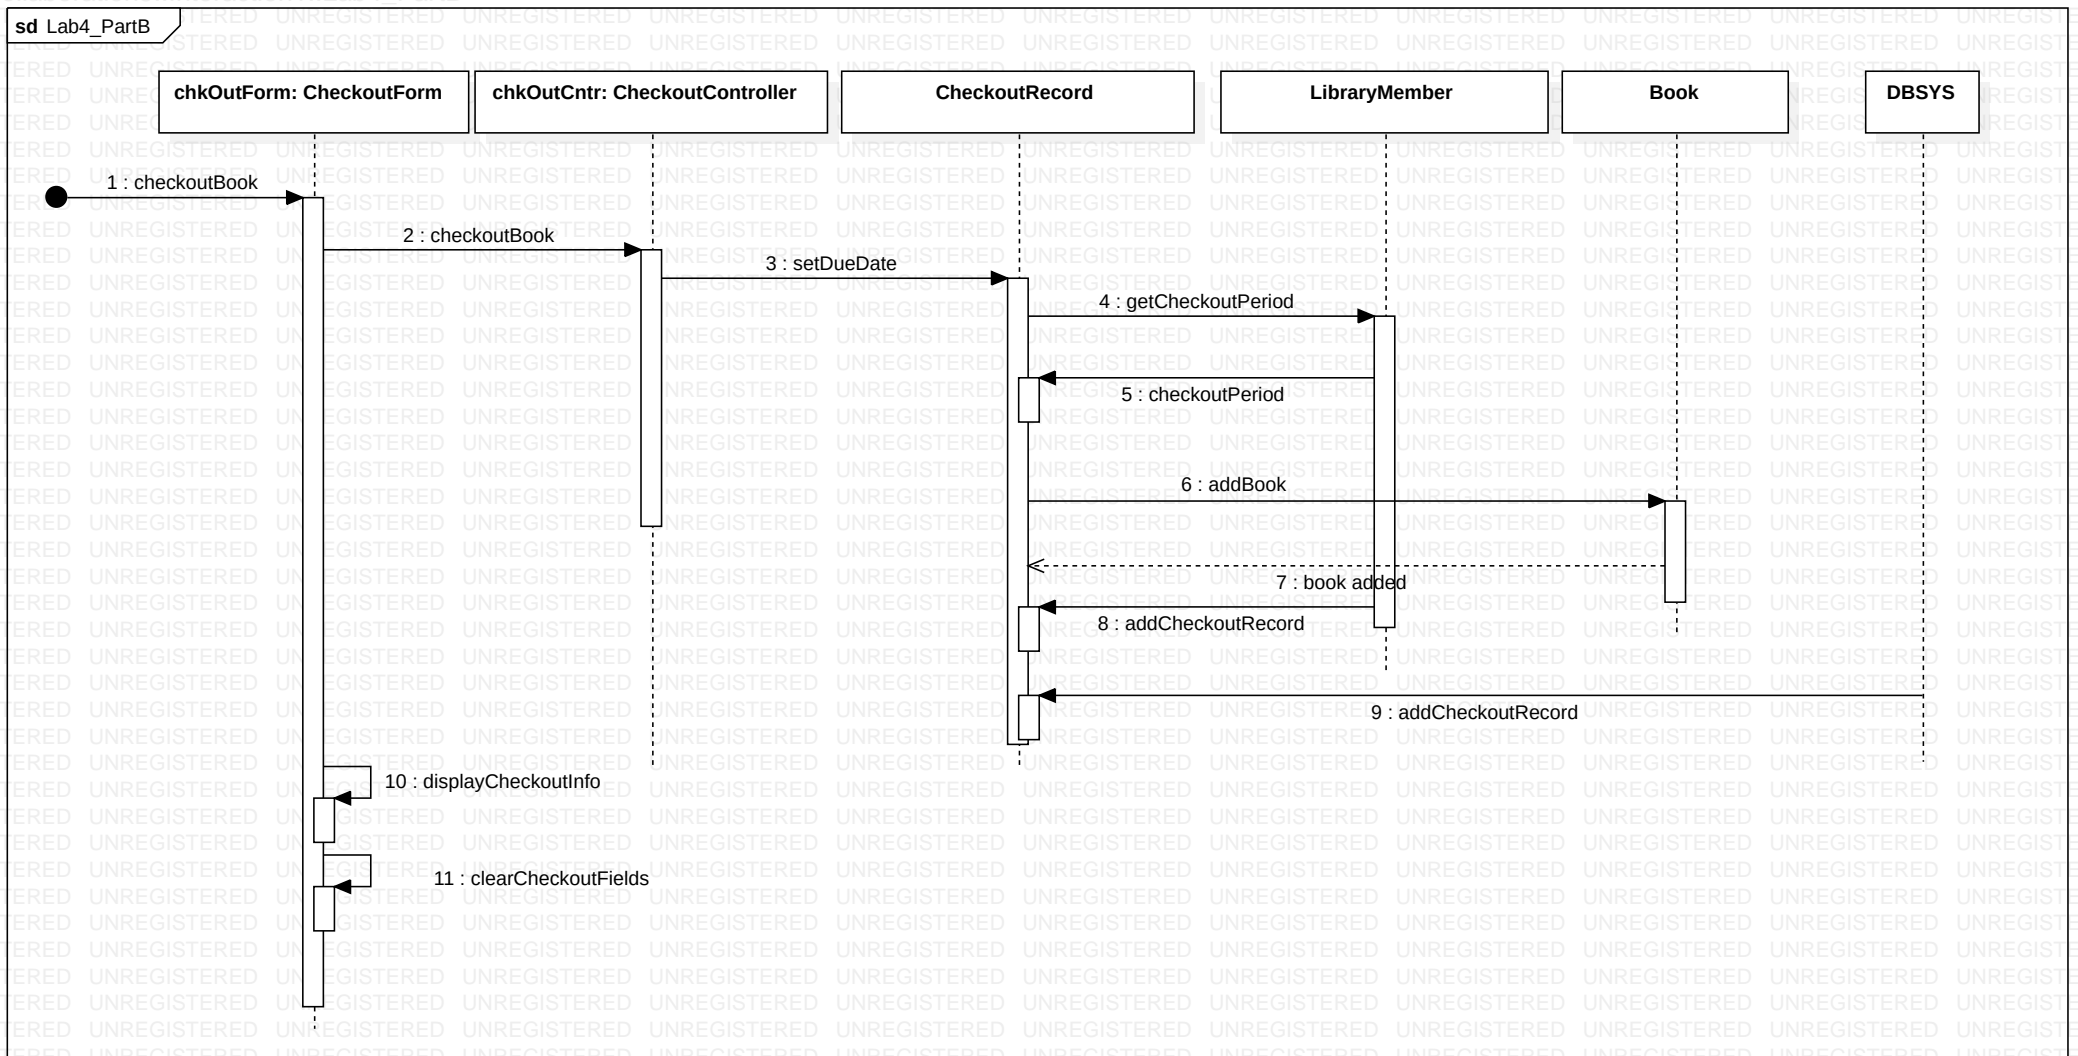 sd Lab4_PartB
chkOutForm: CheckoutForm
chkOutCntr: CheckoutController
CheckoutRecord
LibraryMember
Book
DBSYS
1 : checkoutBook
2 : checkoutBook
3 : setDueDate
4 : getCheckoutPeriod
5 : checkoutPeriod
6 : addBook
7 : book added
8 : addCheckoutRecord
9 : addCheckoutRecord
10 : displayCheckoutInfo
11 : clearCheckoutFields
UNREGISTERED